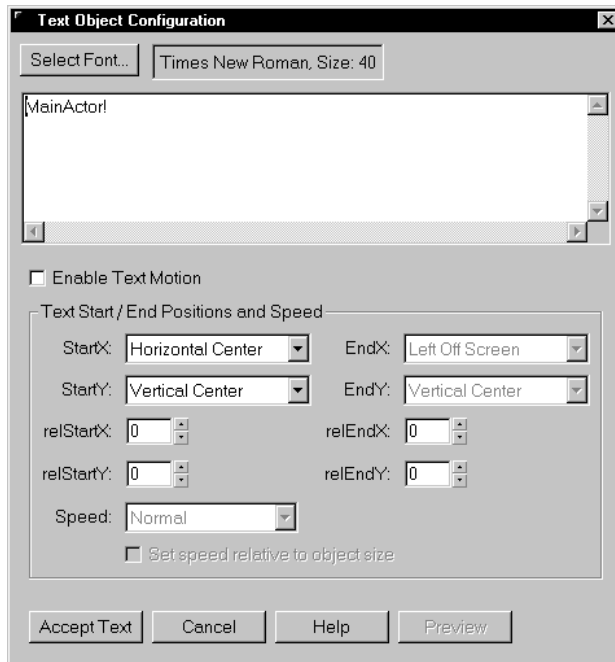 Text Object Configuration
Select Font... Times New Roman, Size: 40
MainActor!
Enable Text Motion
Text Start / End Positions and Speed
StartX: Horizontal Center EndX: Left Off Screen
StartY: Vertical Center EndY: Vertical Center
relStartX: 0 relEndX: 0
relStartY: 0 relEndY: 0
Speed: Normal
Set speed relative to object size
Accept Text Cancel Help Preview